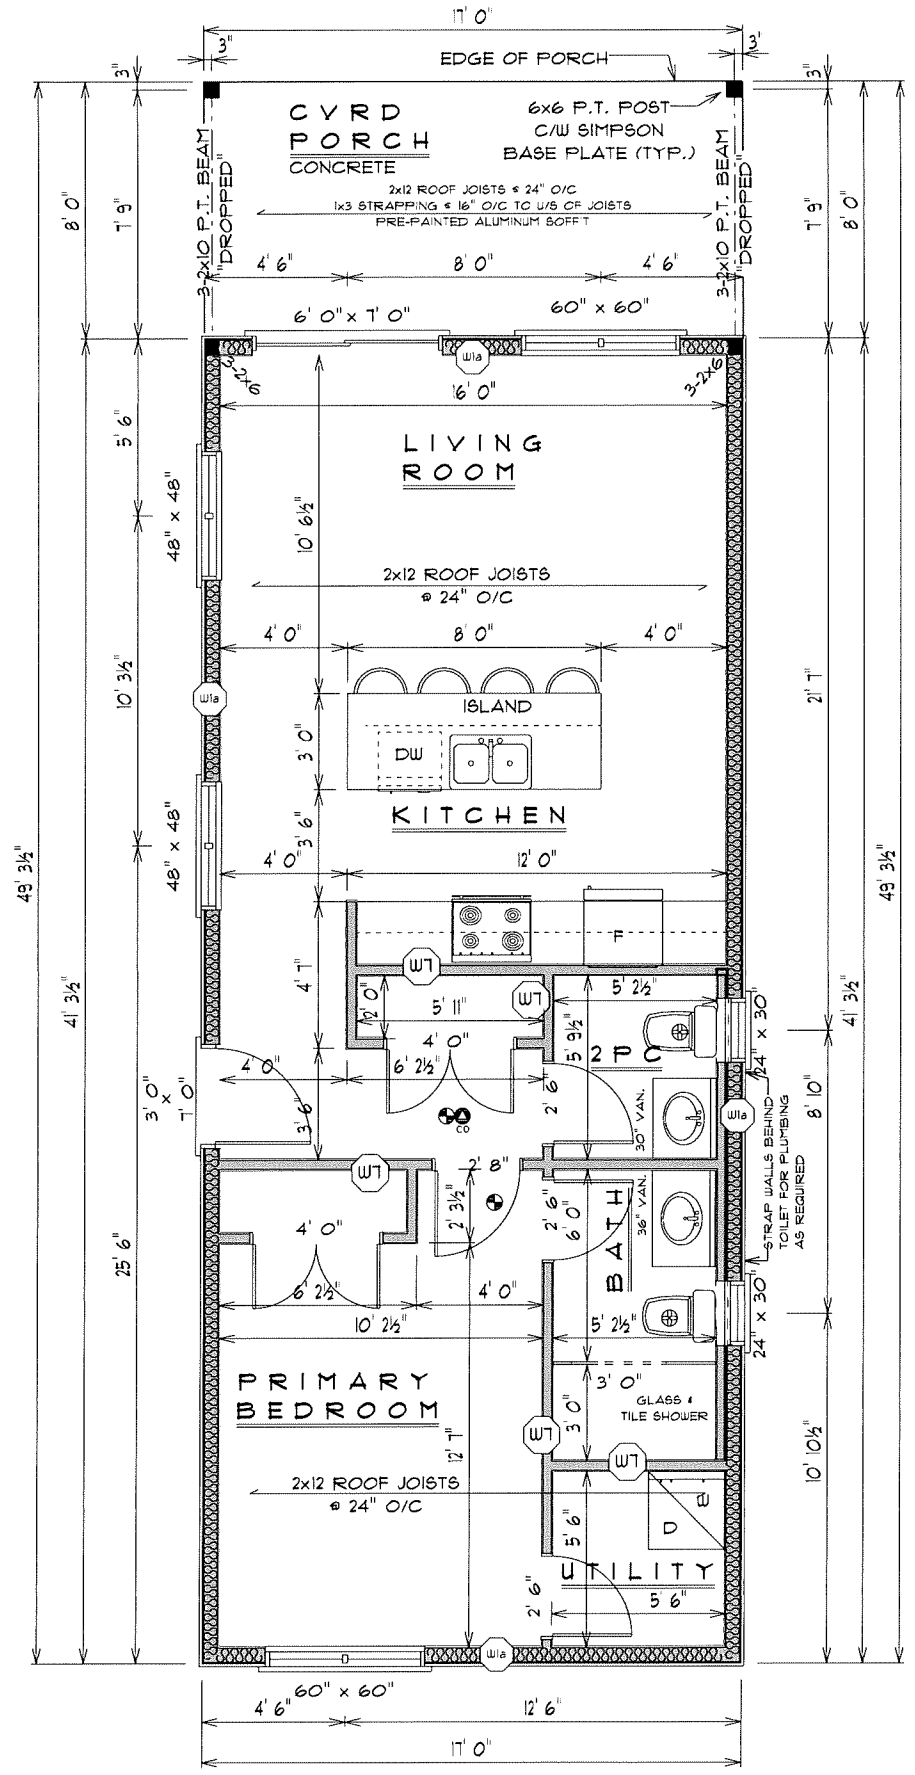 17' 0"
3"
3'
EDGE OF PORCH
3"
3"
CVRD
PORCH
CONCRETE
6x6 P.T. POST
C/W SIMPSON
BASE PLATE (TYP.)
2x12 ROOF JOISTS @ 24" O/C
1x3 STRAPPING @ 16" O/C TO U/S OF JOISTS
PRE-PAINTED ALUMINUM SOFFIT
3-2x10 P.T. BEAM
"DROPPED"
3-2x10 P.T. BEAM
"DROPPED"
8' 0"
7' 9"
7' 9"
8' 0"
4' 6"
8' 0"
4' 6"
6' 0" x 7' 0"
60" x 60"
W1a
3-2x6
3-2x6
16' 0"
5' 6"
LIVING
ROOM
48" x 48"
10' 6½"
2x12 ROOF JOISTS
@ 24" O/C
4' 0"
8' 0"
4' 0"
10' 3½"
21' 7"
W1a
ISLAND
3' 0"
DW
KITCHEN
3' 6"
48" x 48"
4' 0"
12' 0"
49' 3½"
49' 3½"
F
4' 7"
LM
LM
41' 3½"
41' 3½"
2' 0"
5' 11"
5' 2½"
4' 0"
5' 9½"
2 PC
24" x 30"
4' 0"
6' 2½"
3' 0" x
7' 0"
3' 6"
2' 6"
30" VAN.
CO
W1a
8' 10"
STRAP WALLS BEHIND
TOILET FOR PLUMBING
AS REQUIRED
LM
2' 8"
2' 3½"
2' 6"
6' 0"
BATH
36" VAN.
4' 0"
25' 6"
6' 2½"
4' 0"
10' 2½"
5' 2½"
24" x 30"
PRIMARY
BEDROOM
3' 0"
GLASS &
TILE SHOWER
3' 0"
12' 7"
LM
LM
10' 10½"
2x12 ROOF JOISTS
@ 24" O/C
W
D
5' 6"
UTILITY
2' 6"
5' 6"
W1a
60" x 60"
4' 6"
12' 6"
17' 0"